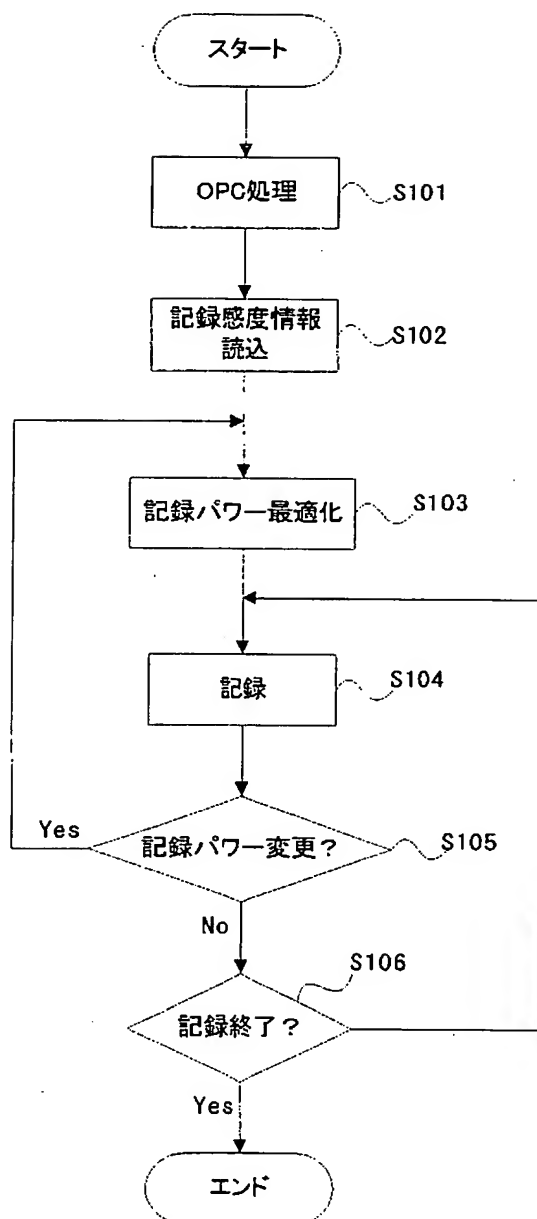 スタート
OPC処理
S101
記録感度情報
読込
S102
記録パワー最適化
S103
記録
S104
Yes
記録パワー変更？
S105
No
S106
記録終了？
Yes
エンド